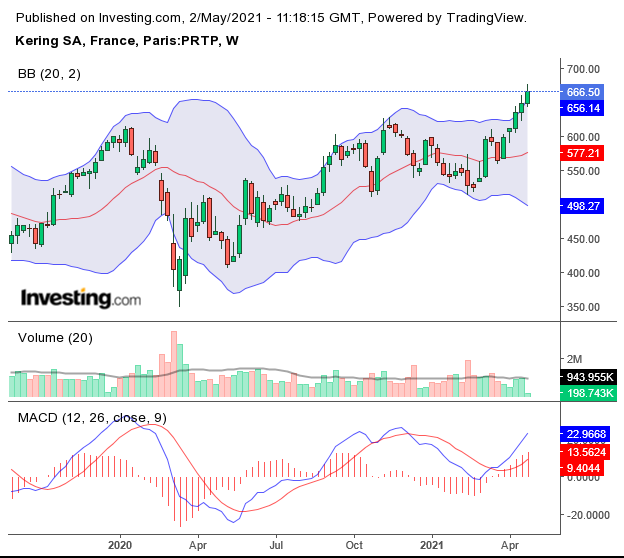 Published on Investing.com, 2/May/2021 - 11:18:15 GMT, Powered by TradingView.
Kering SA, France, Paris:PRTP, W
BB (20, 2)
700.00
666.50
656.14
600.00
577.21
550.00
498.27
450.00
400.00
350.00
Investing.com
Volume (20)
2M
943.955K
198.743K
MACD (12, 26, close, 9)
22.9668
13.5624
9.4044
0.0000
-20.0000
2020 Apr Jul Oct 2021 Apr